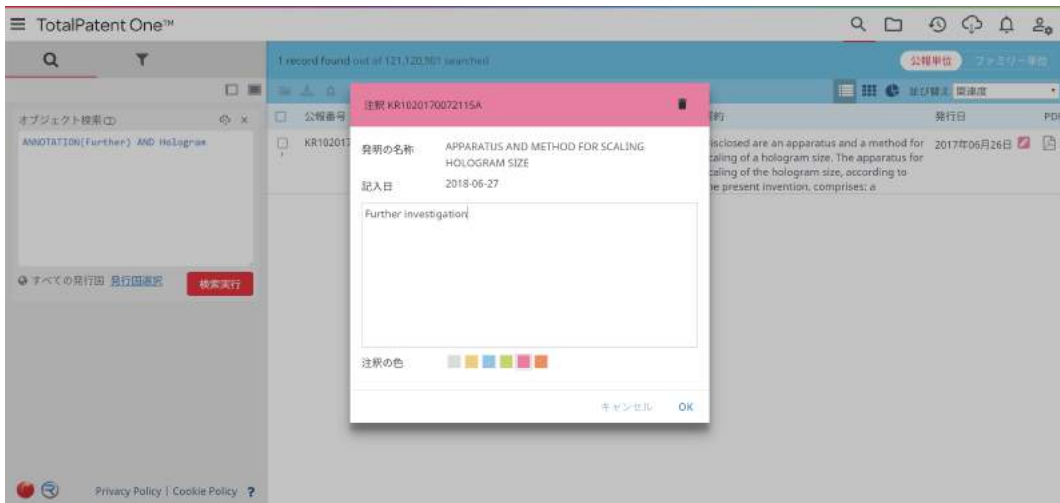 TotalPatent One™
1 record found out of 121,120,901 searched
公報単位
ファミリー単位
並び替え 関連度
オブジェクト検索
ANNOTATION(Further) AND Hologram
すべての発行国 発行国選択
検索実行
公報番号
発行日
PDF
KR102017
isclosed are an apparatus and a method for
caling of a hologram size. The apparatus for
caling of the hologram size, according to
he present invention, comprises: a
2017年06月26日
注釈 KR1020170072115A
発明の名称
APPARATUS AND METHOD FOR SCALING
HOLOGRAM SIZE
記入日
2018-06-27
Further investigation
注釈の色
キャンセル
OK
Privacy Policy | Cookie Policy ?